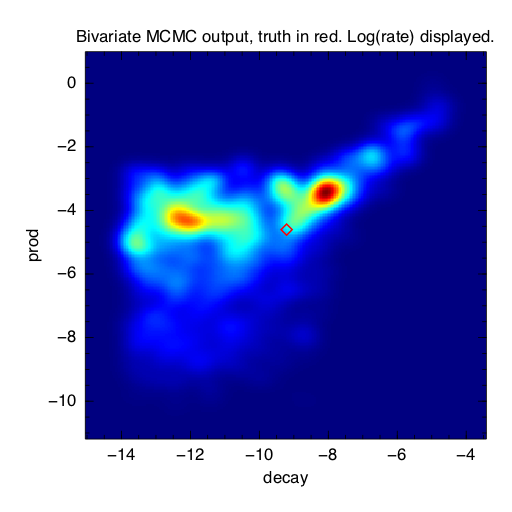 Bivariate MCMC output, truth in red. Log(rate) displayed.
0
−2
−4
prod
−6
−8
−10
−14 −12 −10 −8 −6 −4
decay